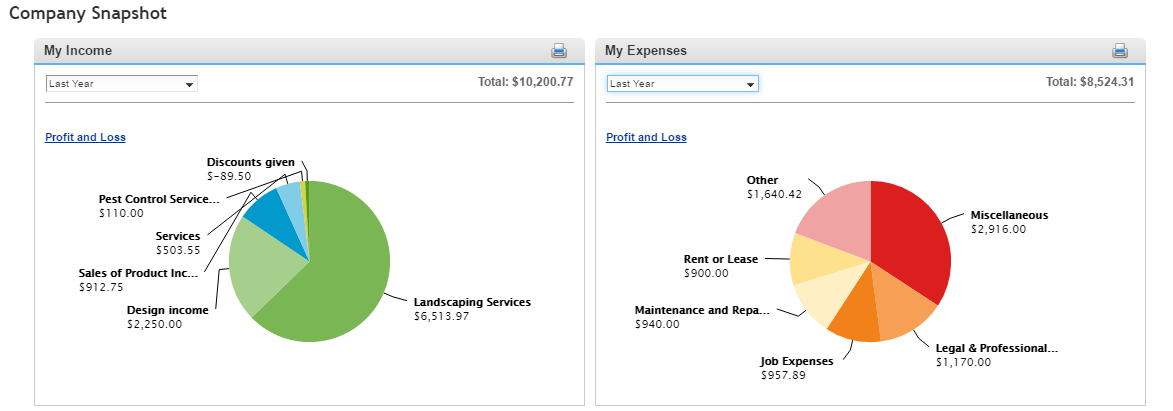 Company Snapshot
My Income
Last Year
Total: $10,200.77
Profit and Loss
Discounts given
$-89.50
Pest Control Service...
$110.00
Services
$503.55
Sales of Product Inc...
$912.75
Design income
$2,250.00
Landscaping Services
$6,513.97
My Expenses
Last Year
Total: $8,524.31
Profit and Loss
Other
$1,640.42
Miscellaneous
$2,916.00
Rent or Lease
$900.00
Maintenance and Repa...
$940.00
Job Expenses
$957.89
Legal & Professional...
$1,170.00